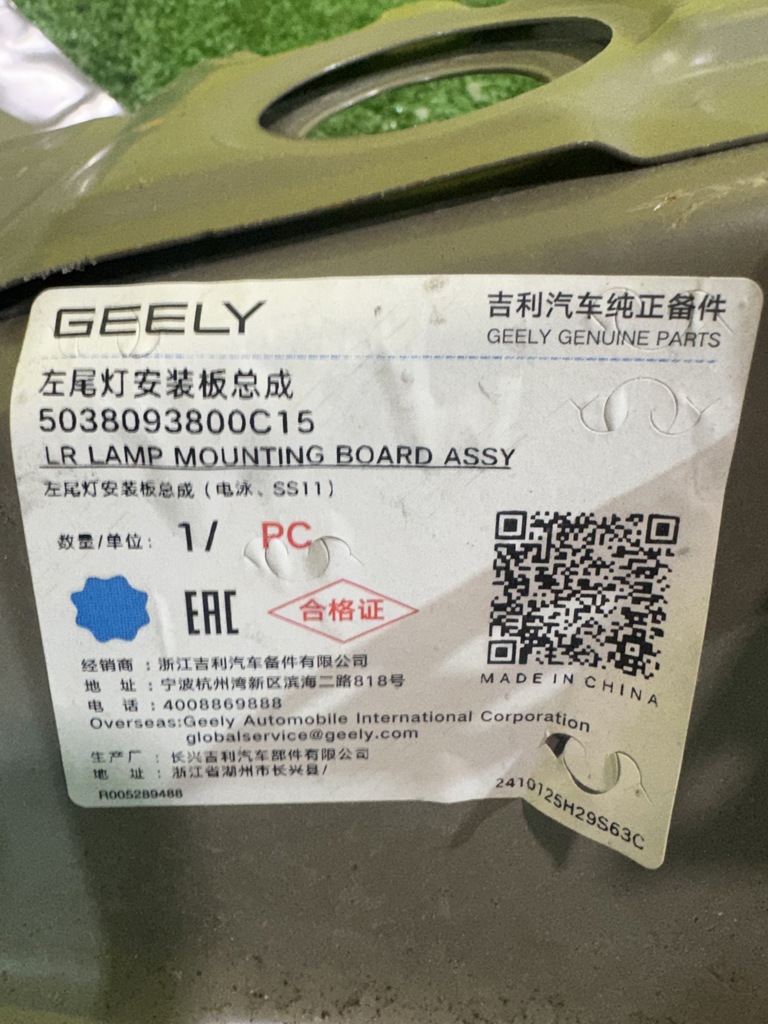 GEELY
吉利汽车纯正备件
GEELY GENUINE PARTS
左尾灯安装板总成
5038093800C15
LR LAMP MOUNTING BOARD ASSY
左尾灯安装板总成（电泳、SS11）
数量/单位: 1/ PC
EAC
合格证
MADE IN CHINA
经销商：浙江吉利汽车备件有限公司
地 址：宁波杭州湾新区滨海二路818号
电 话：4008869888
Overseas:Geely Automobile International Corporation
globalservice@geely.com
生产厂：长兴吉利汽车部件有限公司
地 址：浙江省湖州市长兴县/
R005289488
2410125H29S63C